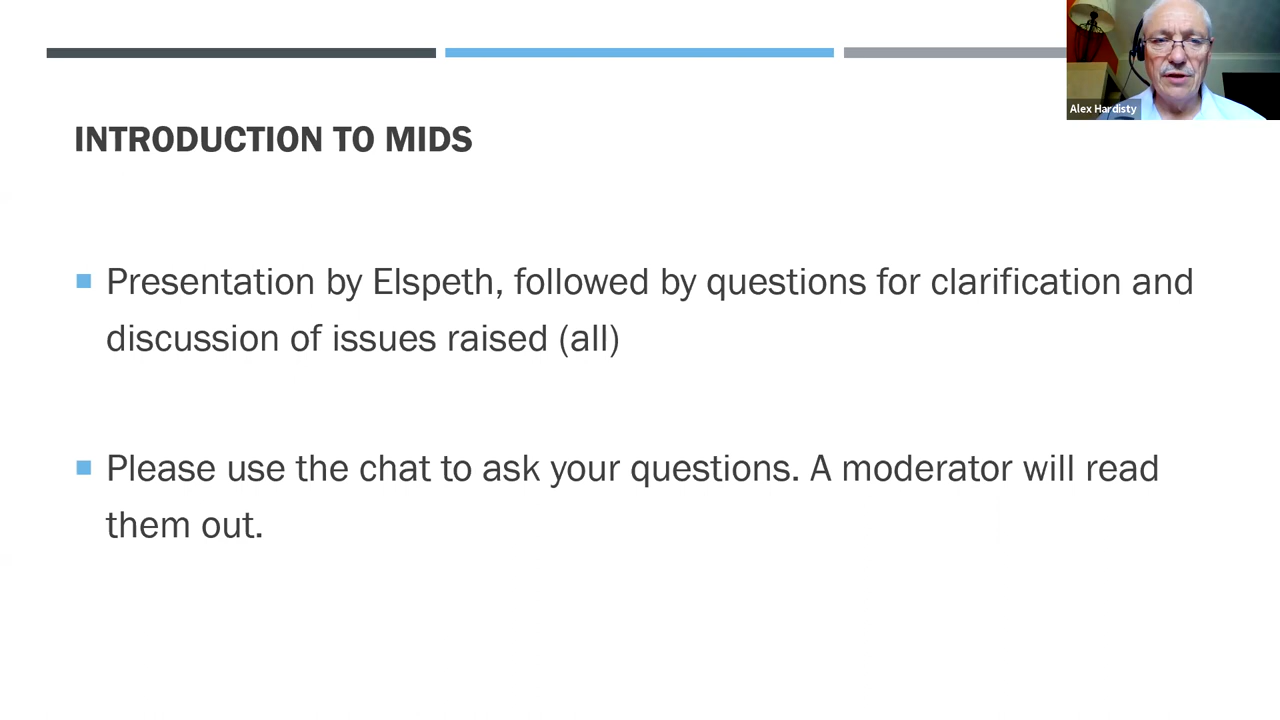 Alex Hardisty
INTRODUCTION TO MIDS
Presentation by Elspeth, followed by questions for clarification and
discussion of issues raised (all)
Please use the chat to ask your questions. A moderator will read
them out.